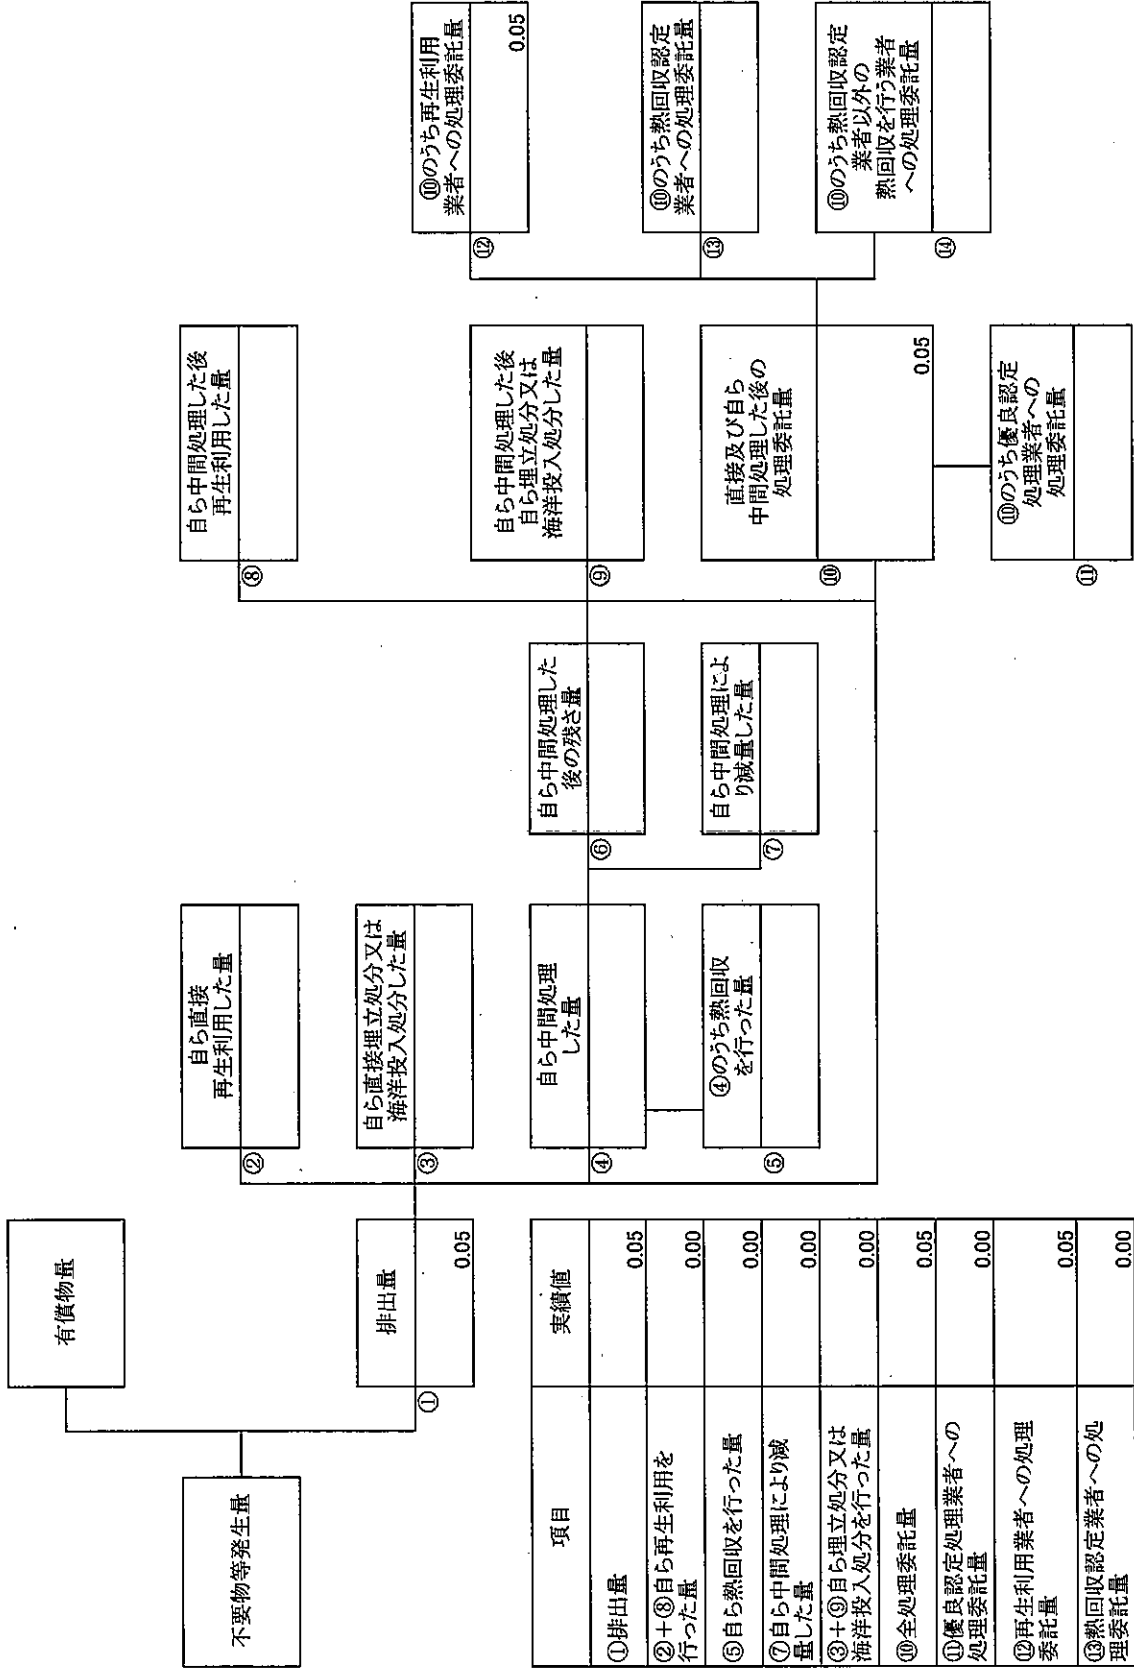 不要物等発生量
有償物量
①
排出量
0.05
②
自ら直接
再生利用した量
③
自ら直接埋立処分又は
海洋投入処分した量
④
自ら中間処理
した量
⑤
④のうち熱回収
を行った量
⑥
自ら中間処理した
後の残さ量
⑦
自ら中間処理によ
り減量した量
⑧
自ら中間処理した後
再生利用した量
⑨
自ら中間処理した後
自ら埋立処分又は
海洋投入処分した量
⑩
直接及び自ら
中間処理した後の
処理委託量
0.05
⑪
⑩のうち優良認定
処理業者への
処理委託量
⑫
⑩のうち再生利用
業者への処理委託量
0.05
⑬
⑩のうち熱回収認定
業者への処理委託量
⑭
⑩のうち熱回収認定
業者以外の
熱回収を行う業者
への処理委託量
項目 実績値
①排出量 0.05
②+⑧自ら再生利用を
行った量 0.00
⑤自ら熱回収を行った量 0.00
⑦自ら中間処理により減
量した量 0.00
③+⑨自ら埋立処分又は
海洋投入処分を行った量 0.00
⑩全処理委託量 0.05
⑪優良認定処理業者への
処理委託量 0.00
⑫再生利用業者への処理
委託量 0.05
⑬熱回収認定業者への処
理委託量 0.00